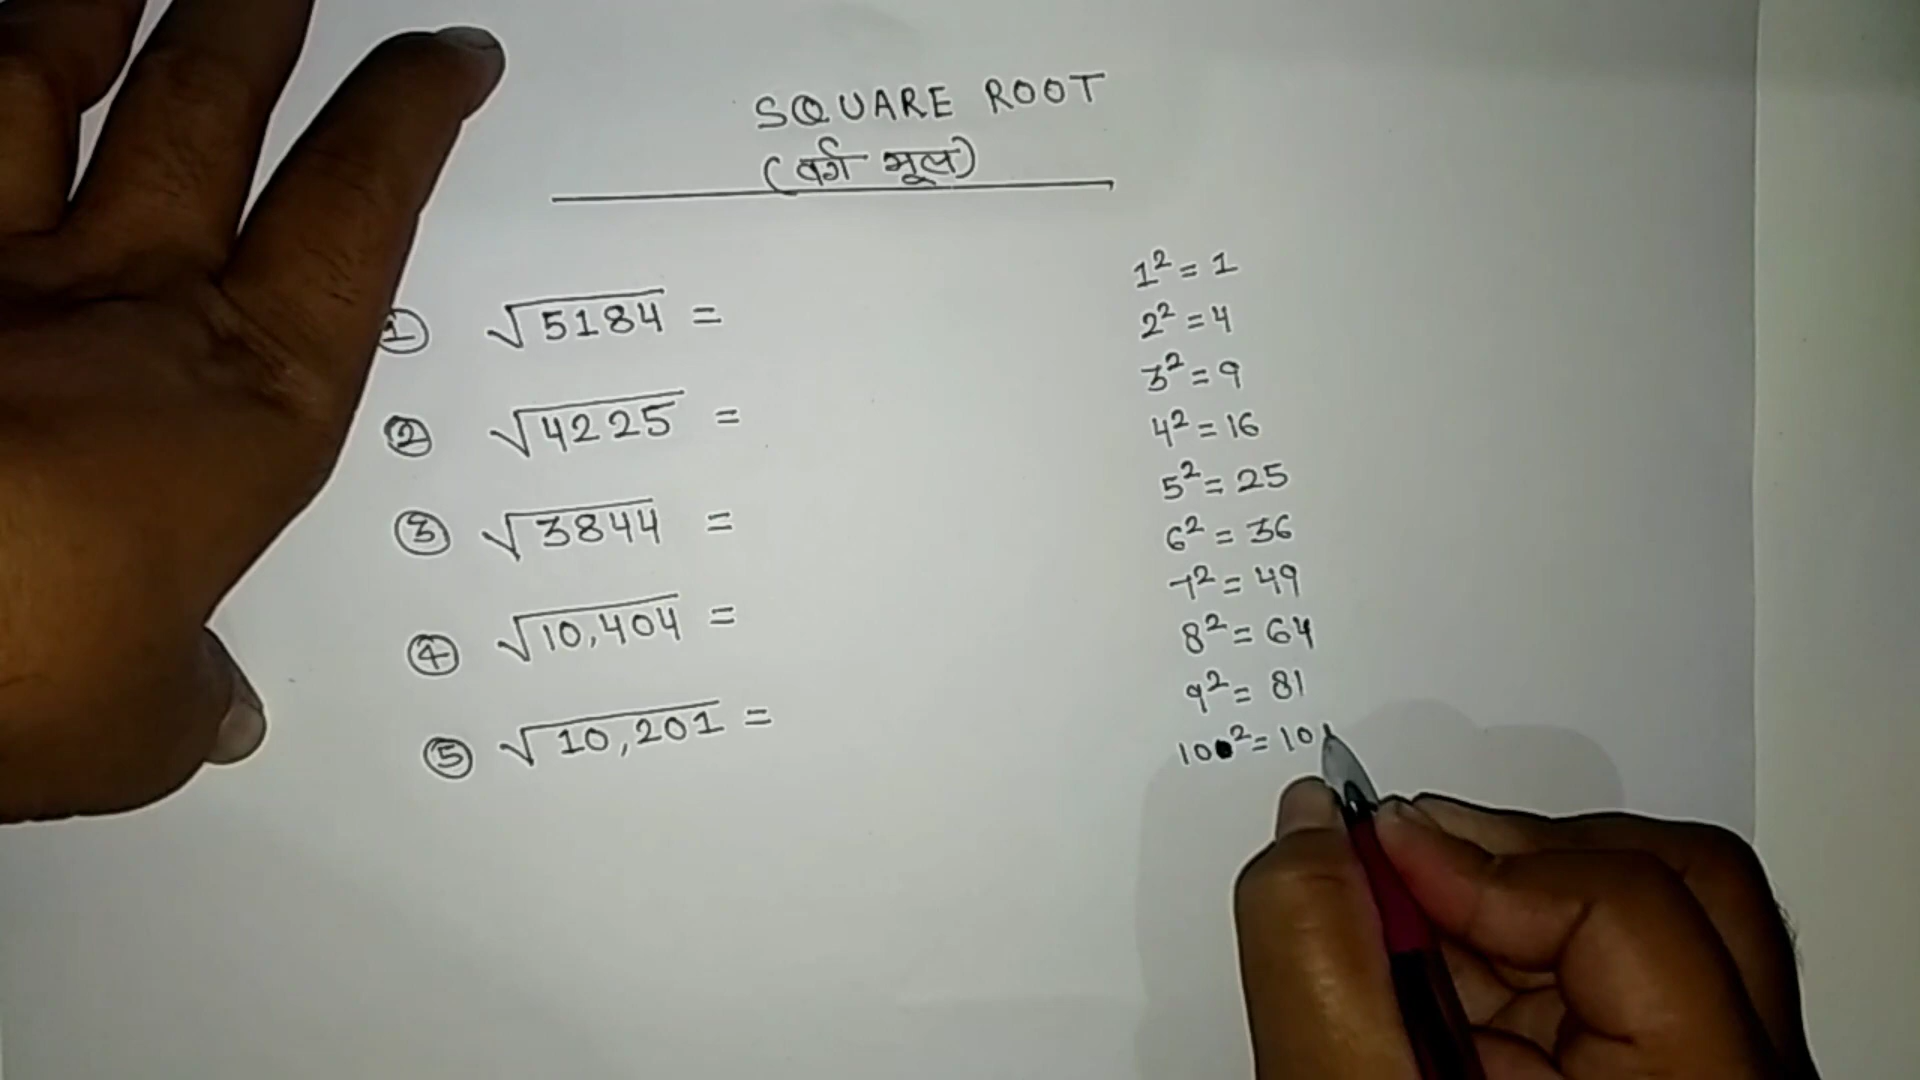 SQUARE ROOT
(वर्ग मूल)
① √5184 =
② √4225 =
③ √3844 =
④ √10,404 =
⑤ √10,201 =
1² = 1
2² = 4
3² = 9
4² = 16
5² = 25
6² = 36
7² = 49
8² = 64
9² = 81
100² = 10